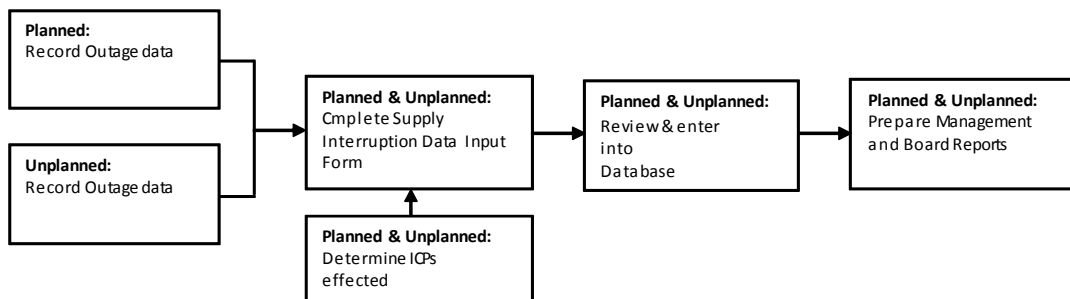 Planned:
Record Outage data
Unplanned:
Record Outage data
Planned & Unplanned:
Cmplete Supply
Interruption Data Input
Form
Planned & Unplanned:
Determine ICPs
effected
Planned & Unplanned:
Review & enter
into
Database
Planned & Unplanned:
Prepare Management
and Board Reports